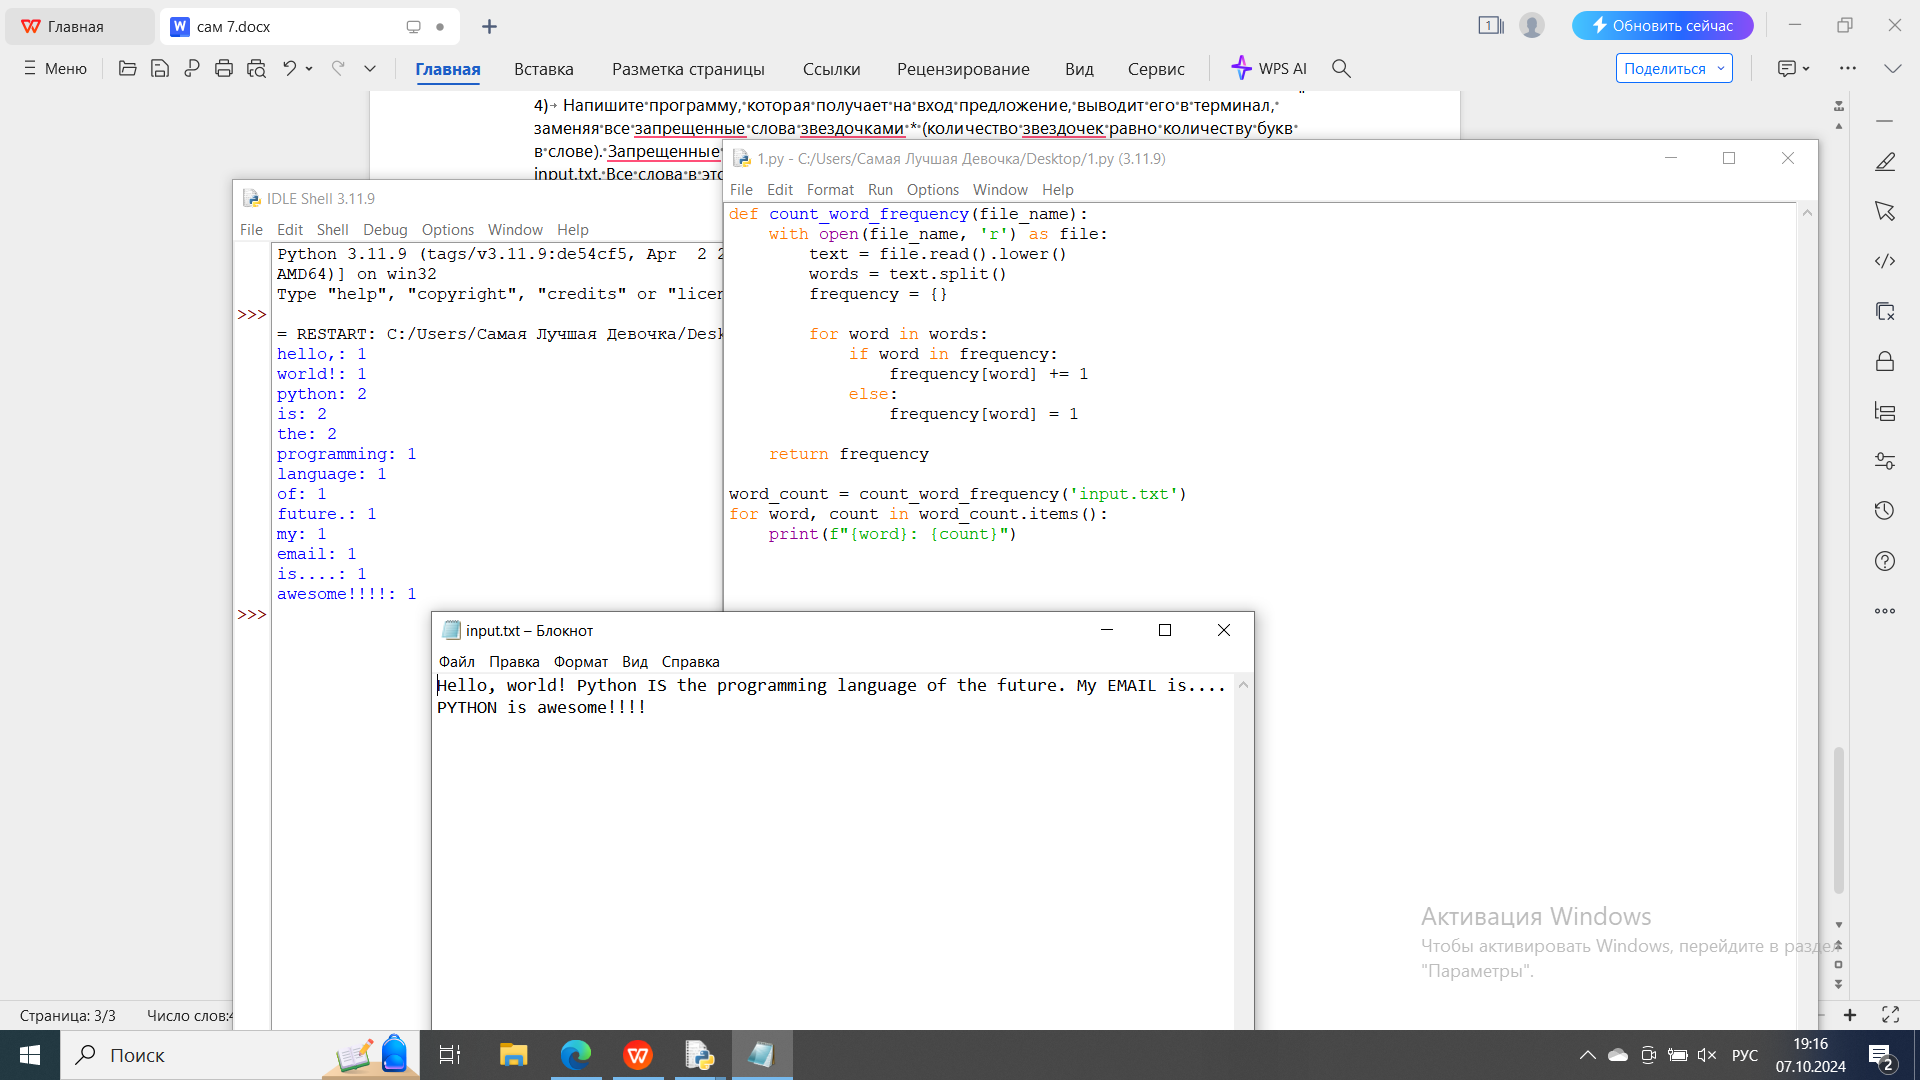 Главная
сам 7.docx
1
Обновить сейчас
Меню
Главная
Вставка
Разметка страницы
Ссылки
Рецензирование
Вид
Сервис
WPS AI
Поделиться
4) Напишите программу, которая получает на вход предложение, выводит его в терминал,
заменяя все запрещенные слова звездочками * (количество звездочек равно количеству букв
в слове). Запрещенные
input.txt. Все слова в
IDLE Shell 3.11.9
File Edit Shell Debug Options Window Help
Python 3.11.9 (tags/v3.11.9:de54cf5, Apr 2
AMD64)] on win32
Type "help", "copyright", "credits" or
>>>
= RESTART: C:/Users/Самая Лучшая Девочка/
hello,: 1
world!: 1
python: 2
is: 2
the: 2
programming: 1
language: 1
of: 1
future.: 1
my: 1
email: 1
is....: 1
awesome!!!!: 1
>>>
1.py - C:/Users/Самая Лучшая Девочка/Desktop/1.py (3.11.9)
File Edit Format Run Options Window Help
def count_word_frequency(file_name):
with open(file_name, 'r') as file:
text = file.read().lower()
words = text.split()
frequency = {}
for word in words:
if word in frequency:
frequency[word] += 1
else:
frequency[word] = 1
return frequency
word_count = count_word_frequency('input.txt')
for word, count in word_count.items():
print(f"{word}: {count}")
input.txt – Блокнот
Файл Правка Формат Вид Справка
Hello, world! Python IS the programming language of the future. My EMAIL is....
PYTHON is awesome!!!!
Активация Windows
Чтобы активировать Windows, перейдите в раздел
"Параметры".
Страница: 3/3
Число слов:
Поиск
РУС
19:16
07.10.2024
2